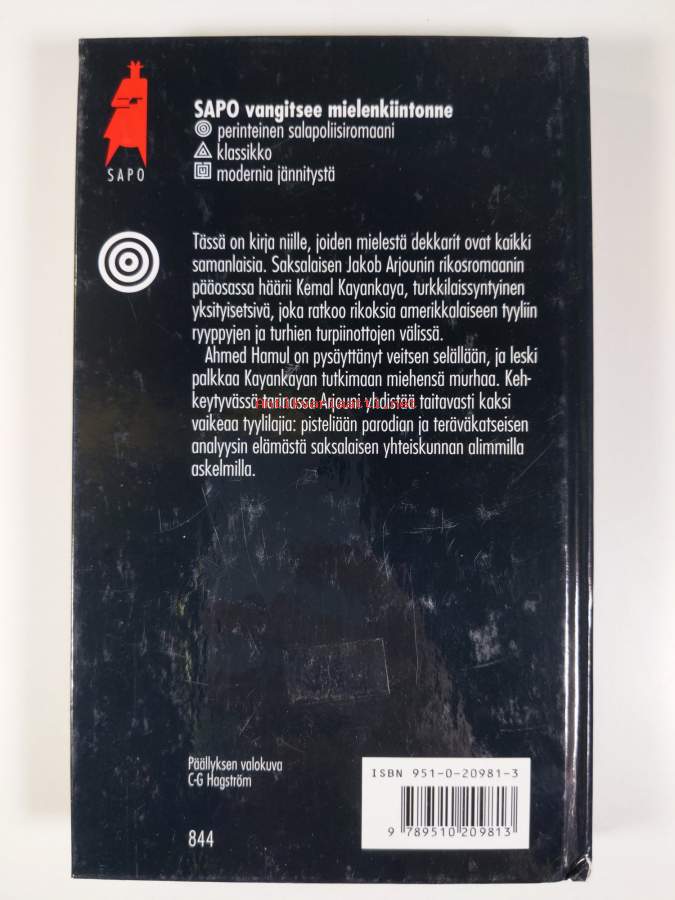 SAPO
SAPO vangitsee mielenkiintonne
perinteinen salapoliisiromaani
klassikko
modernia jännitystä
Tässä on kirja niille, joiden mielestä dekkarit ovat kaikki
samanlaisia. Saksalaisen Jakob Arjounin rikosromaanin
pääosassa häärii Kemal Kayankaya, turkkilaissyntyinen
yksityisetsivä, joka ratkoo rikoksia amerikkalaiseen tyyliin
ryyppyjen ja turhien turpiinottojen välissä.
Ahmed Hamul on pysäyttänyt veitsen selällään, ja leski
palkkaa Kayankayan tutkimaan miehensä murhaa. Keh-
keytyvässä tarinassa Arjouni yhdistää taitavasti kaksi
vaikeaa tyylilajia: pisteliään parodian ja teräväkatseisen
analyysin elämästä saksalaisen yhteiskunnan alimmilla
askelmilla.
Päällyksen valokuva
C-G Hagström
844
ISBN 951-0-20981-3
9 789510 209813